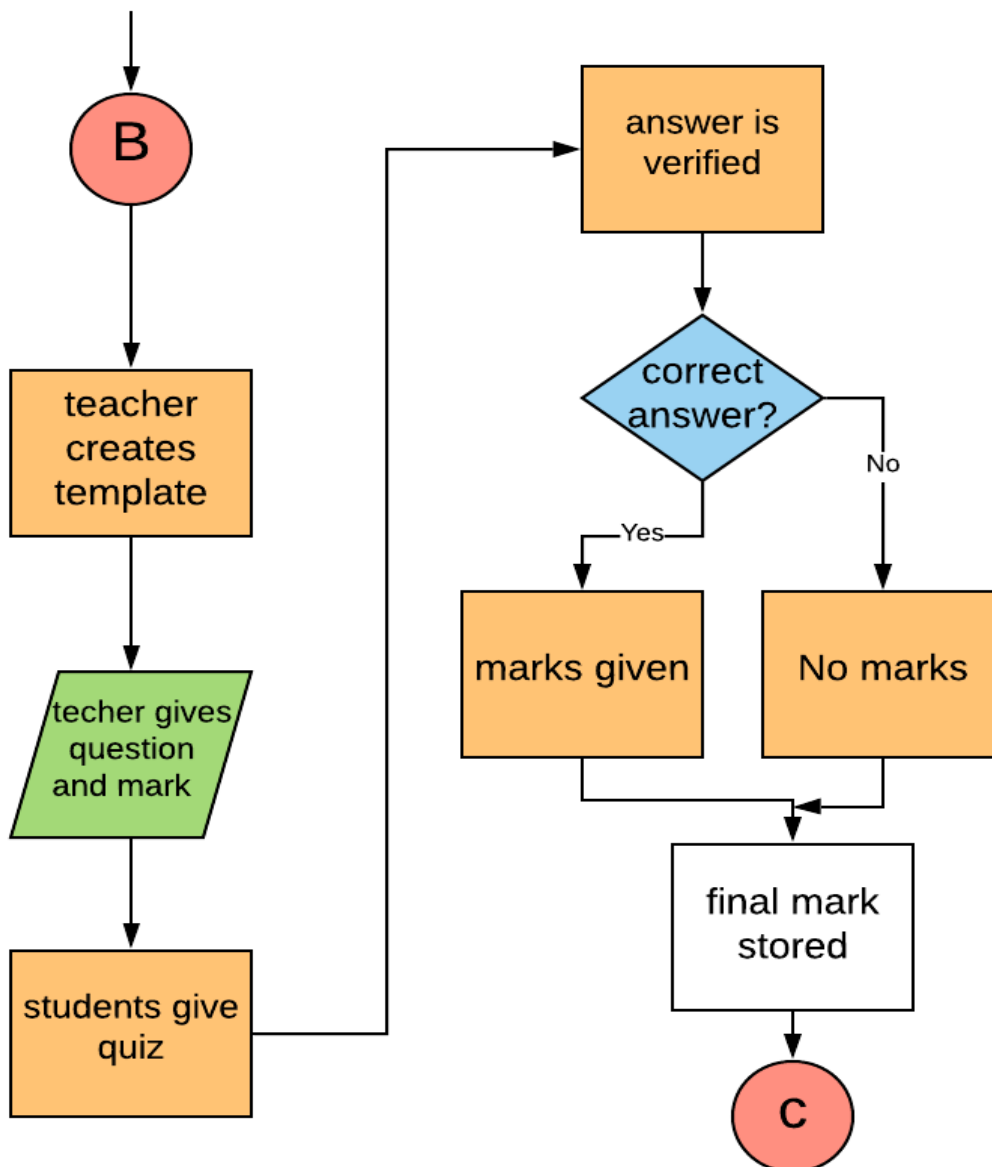 B
teacher
creates
template
techer gives
question
and mark
students give
quiz
answer is
verified
correct
answer?
Yes
No
marks given
No marks
final mark
stored
C